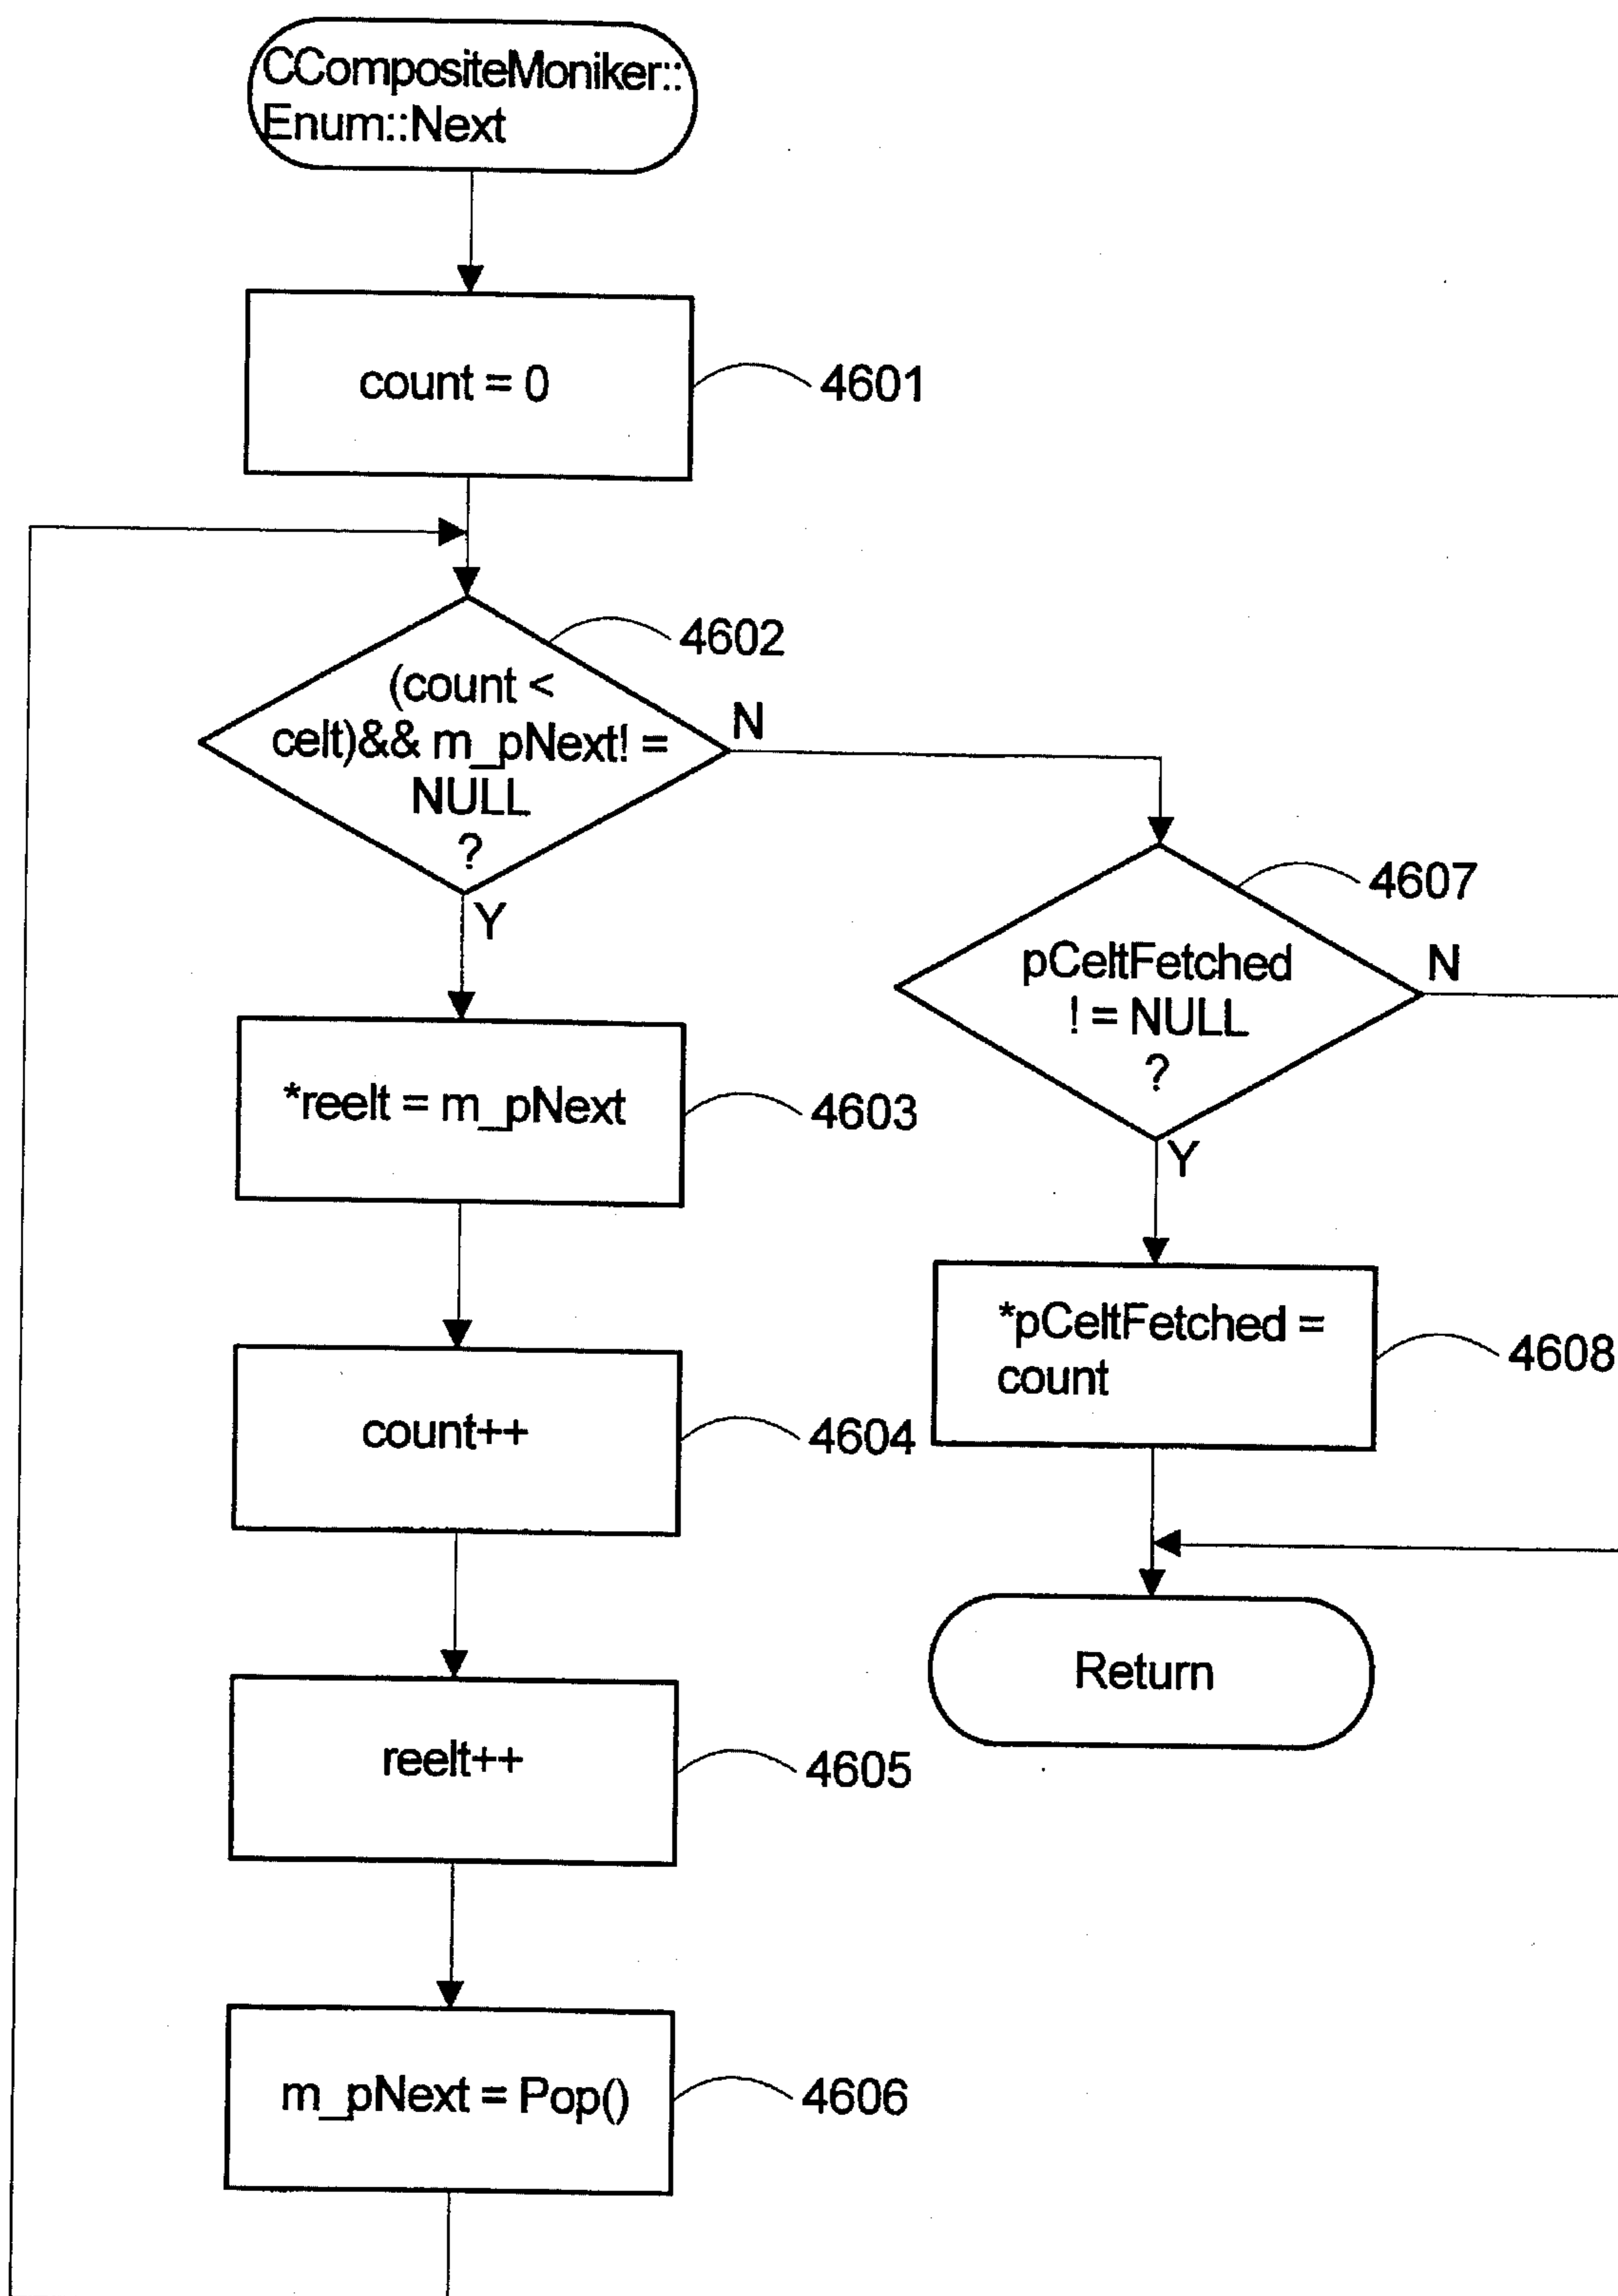 CCompositeMoniker::
Enum::Next
count = 0
4601
4602
(count <
celt)&& m_pNext! =
NULL
?
N
Y
4607
pCeltFetched
! = NULL
?
N
Y
*reelt = m_pNext
4603
*pCeltFetched =
count
4608
count++
4604
Return
reelt++
4605
m_pNext = Pop()
4606